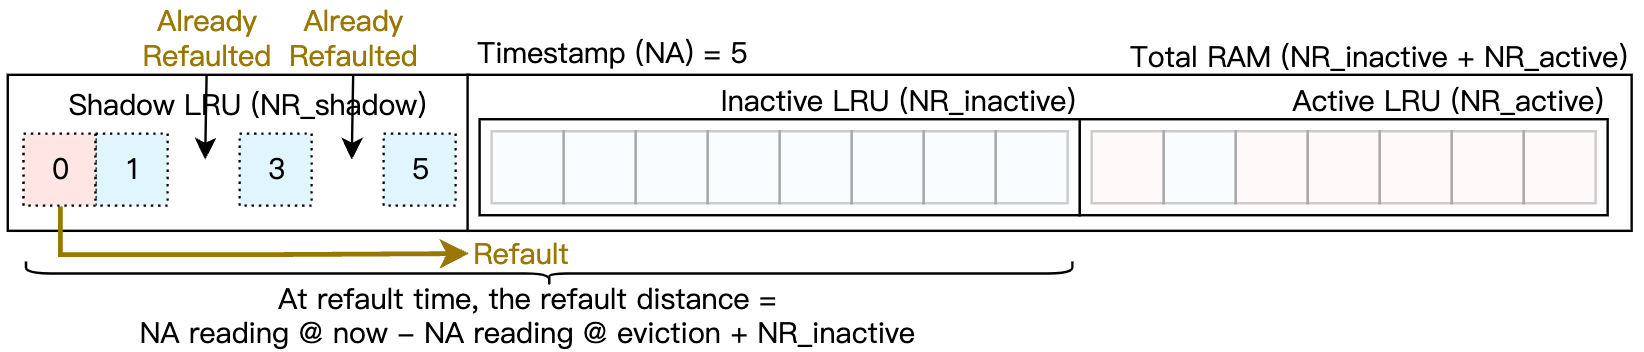 Already
Refaulted
Already
Refaulted
Timestamp (NA) = 5
Total RAM (NR_inactive + NR_active)
Shadow LRU (NR_shadow)
Inactive LRU (NR_inactive)
Active LRU (NR_active)
0 1 3 5
Refault
At refault time, the refault distance =
NA reading @ now – NA reading @ eviction + NR_inactive